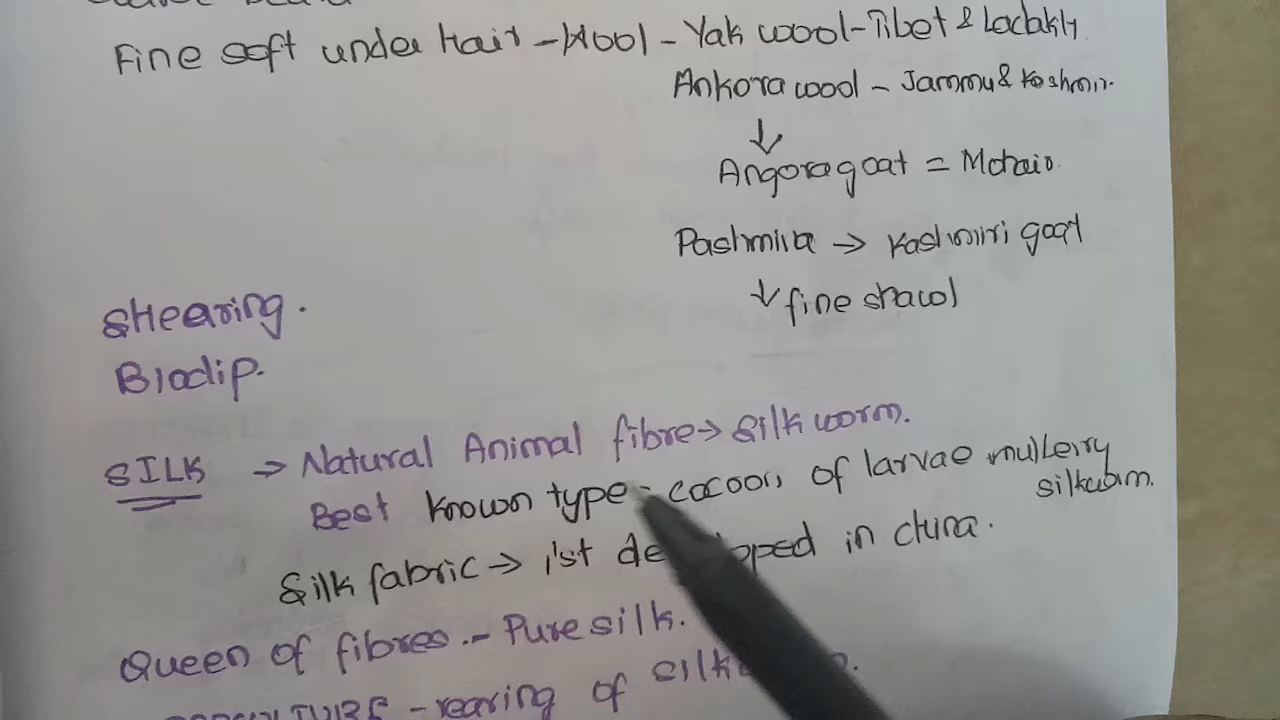 Fine soft under hair - Wool - Yak wool - Tibet & Ladakh
Ankora wool - Jammu & Kashmir.
↓
Angora goat = Mohair.
Pashmina → Kashmiri goat
↓ fine shawl
Shearing.
Biodip.
SILK → Natural Animal fibre → Silk worm.
Best known type - cocoon of larvae mulberry
silkworm.
Silk fabric → 1'st developed in china.
Queen of fibres. - Pure silk.
- rearing of silk